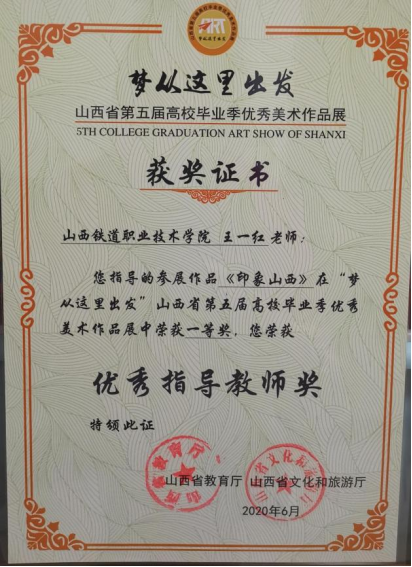 梦从这里出发
山西省第五届高校毕业季优秀美术作品展
5TH COLLEGE GRADUATION ART SHOW OF SHANXI
获奖证书
山西铁道职业技术学院 王一红 老师：
您指导的参展作品《印象山西》在“梦
从这里出发”山西省第五届高校毕业季优秀
美术作品展中荣获一等奖，您荣获
优秀指导教师奖
特颁此证
山西省教育厅 山西省文化和旅游厅
2020年6月